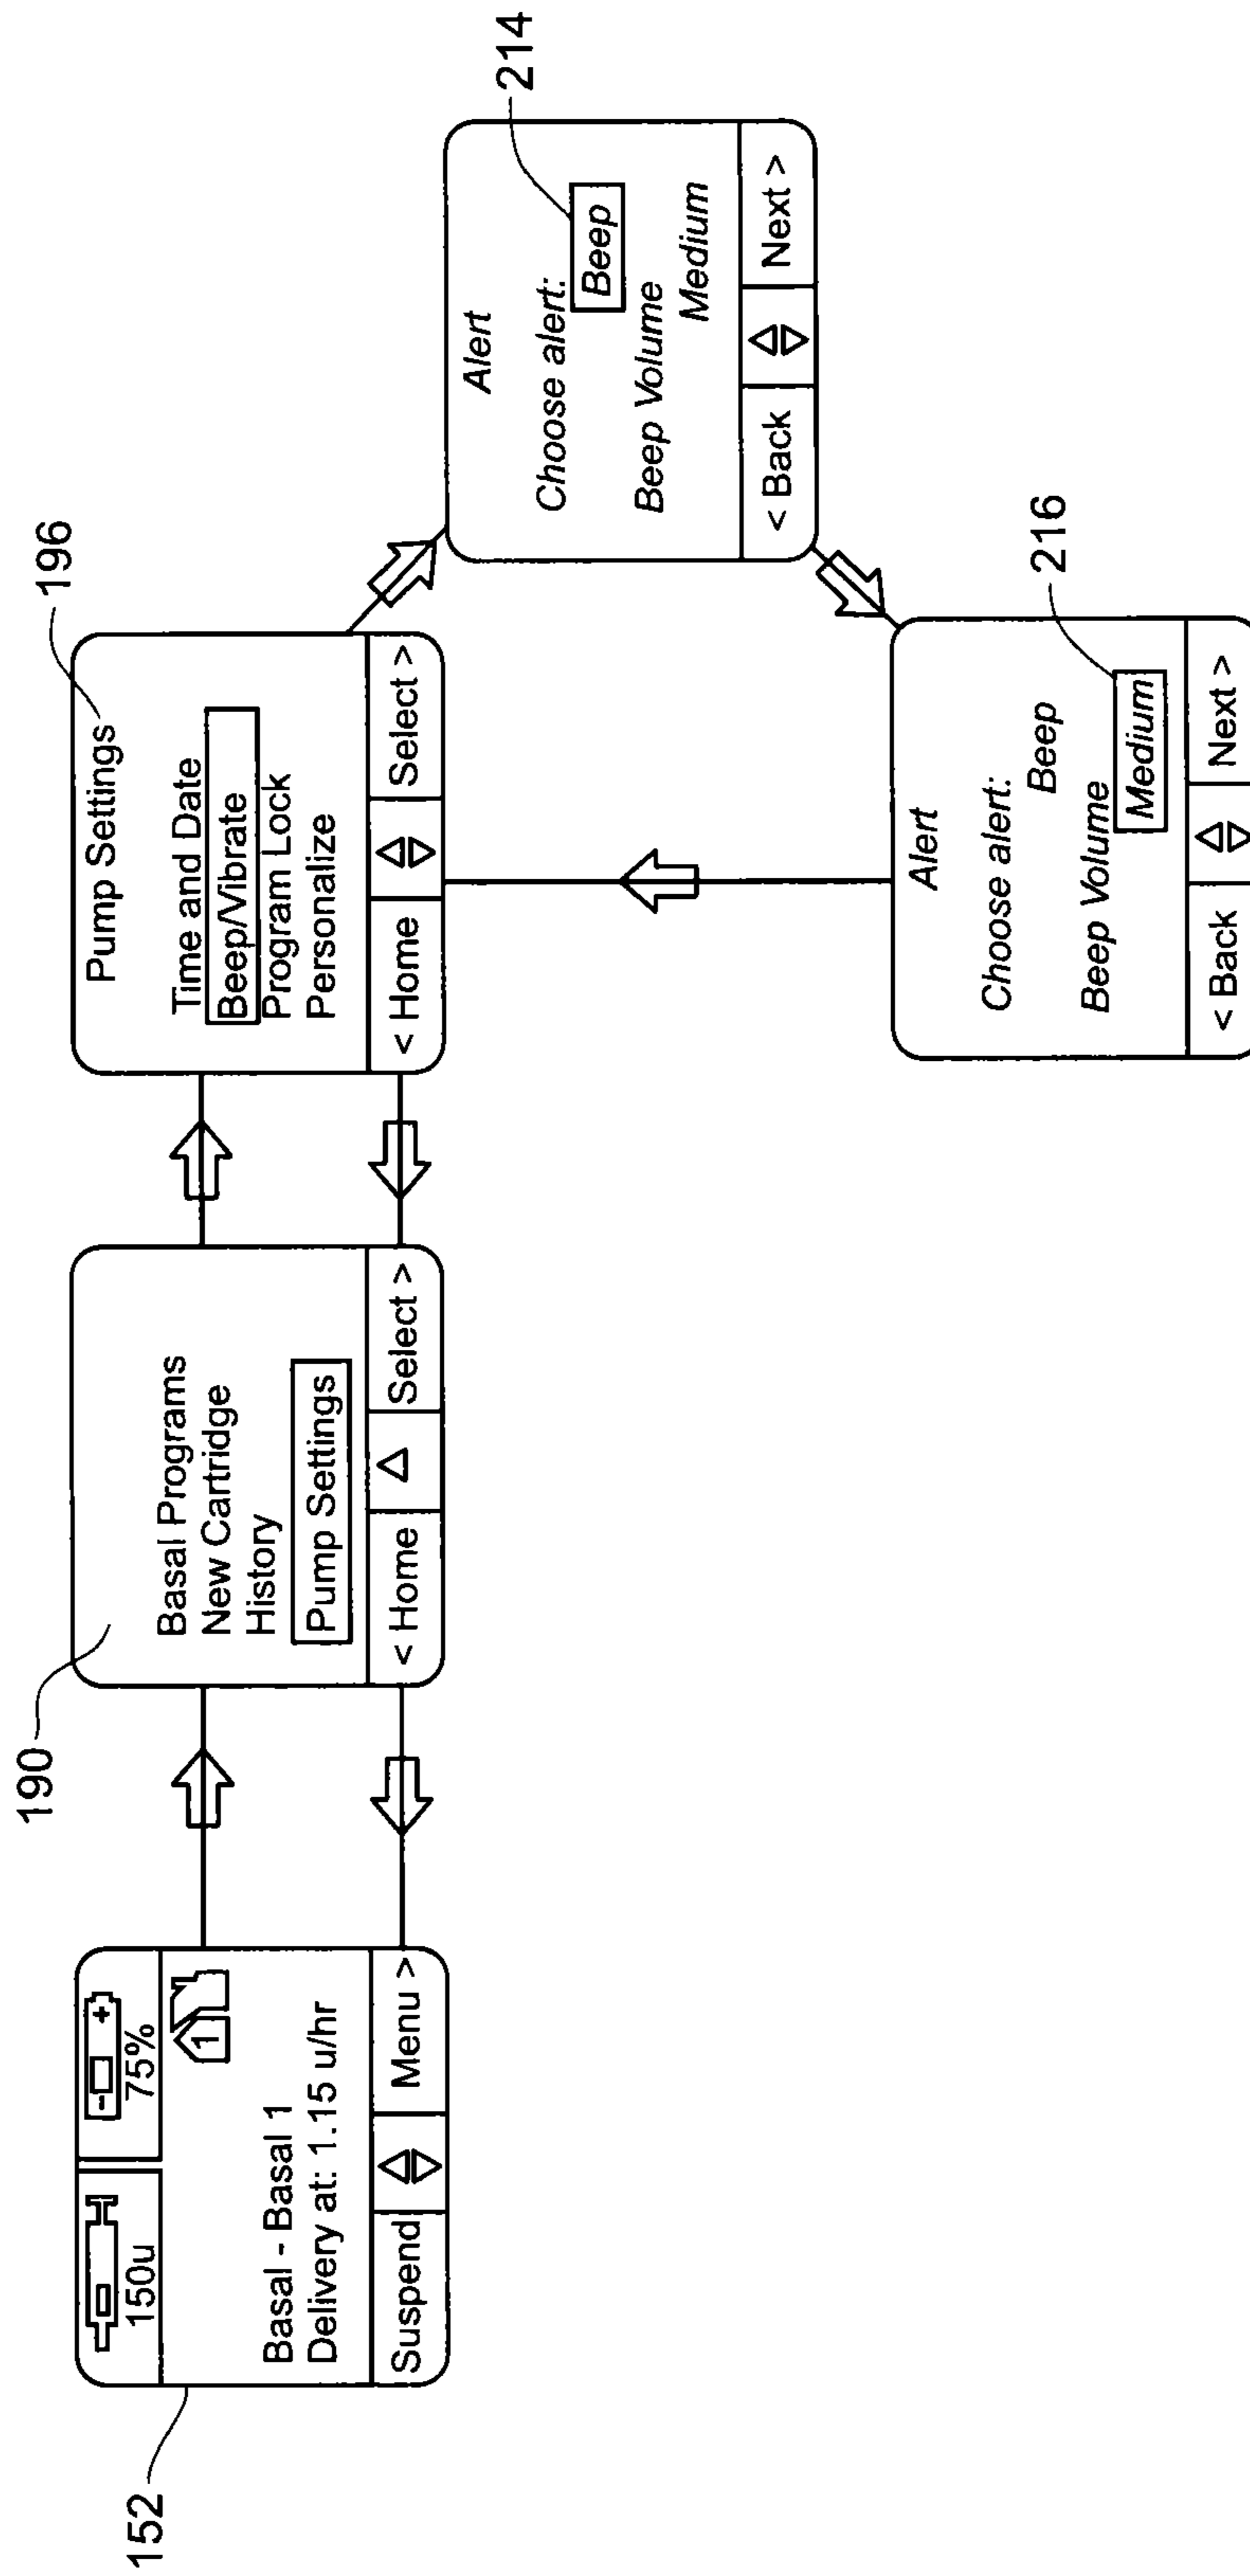 152
150u
75%
1
Basal - Basal 1
Delivery at: 1.15 u/hr
Suspend
Menu >
190
Basal Programs
New Cartridge
History
Pump Settings
< Home
Select >
196
Pump Settings
Time and Date
Beep/Vibrate
Program Lock
Personalize
< Home
Select >
214
Alert
Choose alert:
Beep
Beep Volume
Medium
< Back
Next >
216
Alert
Choose alert:
Beep
Beep Volume
Medium
< Back
Next >